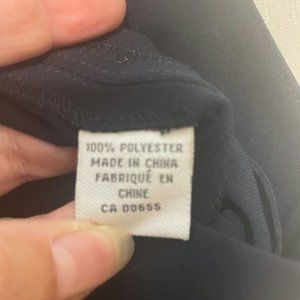 100% POLYESTER
MADE IN CHINA
FABRIQUÉ EN
CHINE
CA 00655